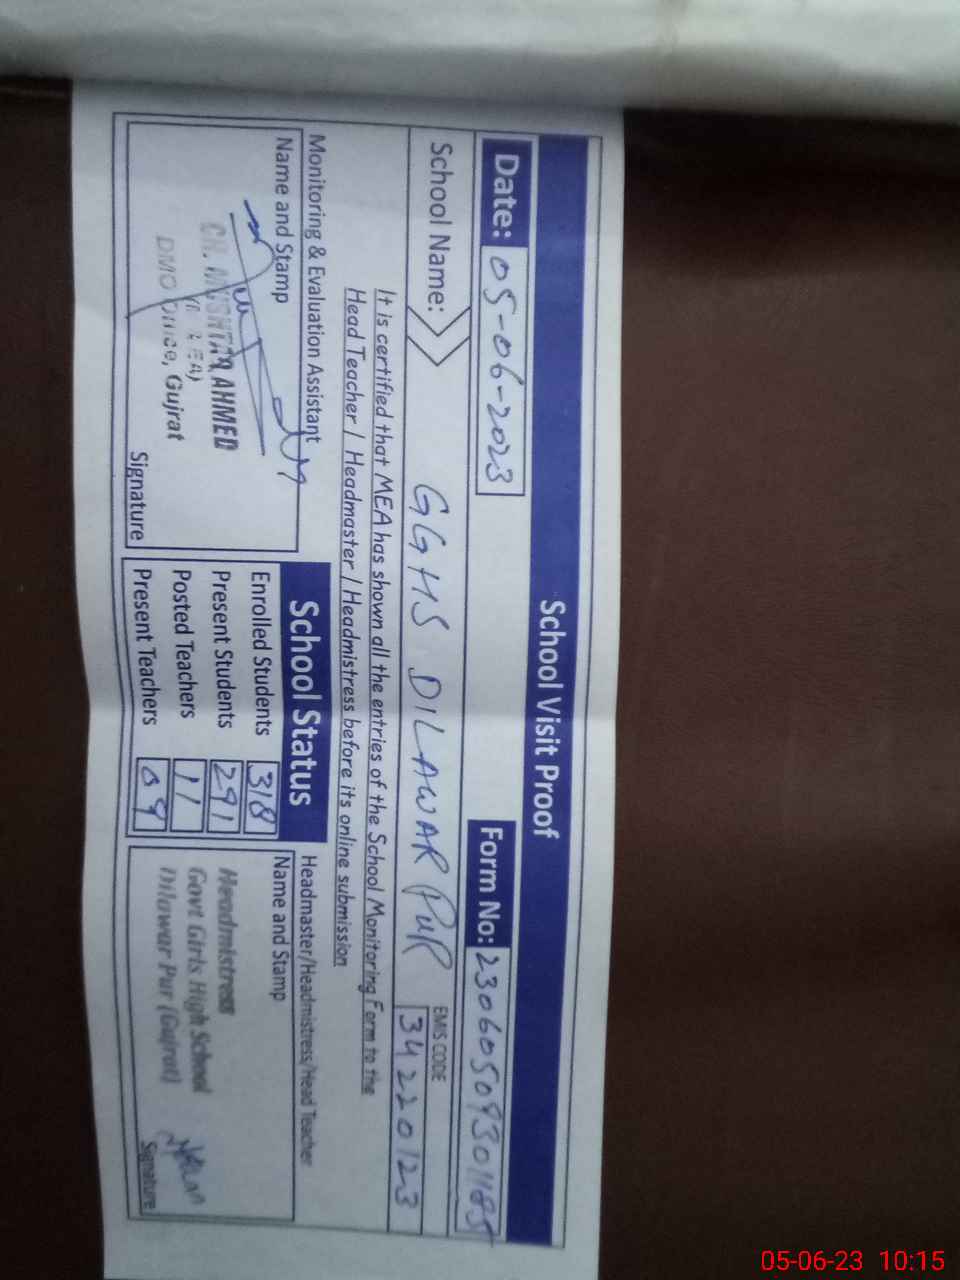 School Visit Proof
Date: 05-06-2023 Form No:
School Name: GGHS DILAWAR PUR EMIS CODE 34220123
It is certified that MEA has shown all the entries of the School Monitoring Form to the
Head Teacher / Headmaster / Headmistress before its online submission
Monitoring & Evaluation Assistant
Name and Stamp
CH. MUSHTAQ AHMED
DMO Office, Gujrat
Signature
School Status
Enrolled Students 318
Present Students 291
Posted Teachers 11
Present Teachers 09
Headmaster/Headmistress/Head Teacher
Name and Stamp
Headmistress
Govt Girls High School
Dilawar Pur (Gujrat)
Signature
05-06-23 10:15